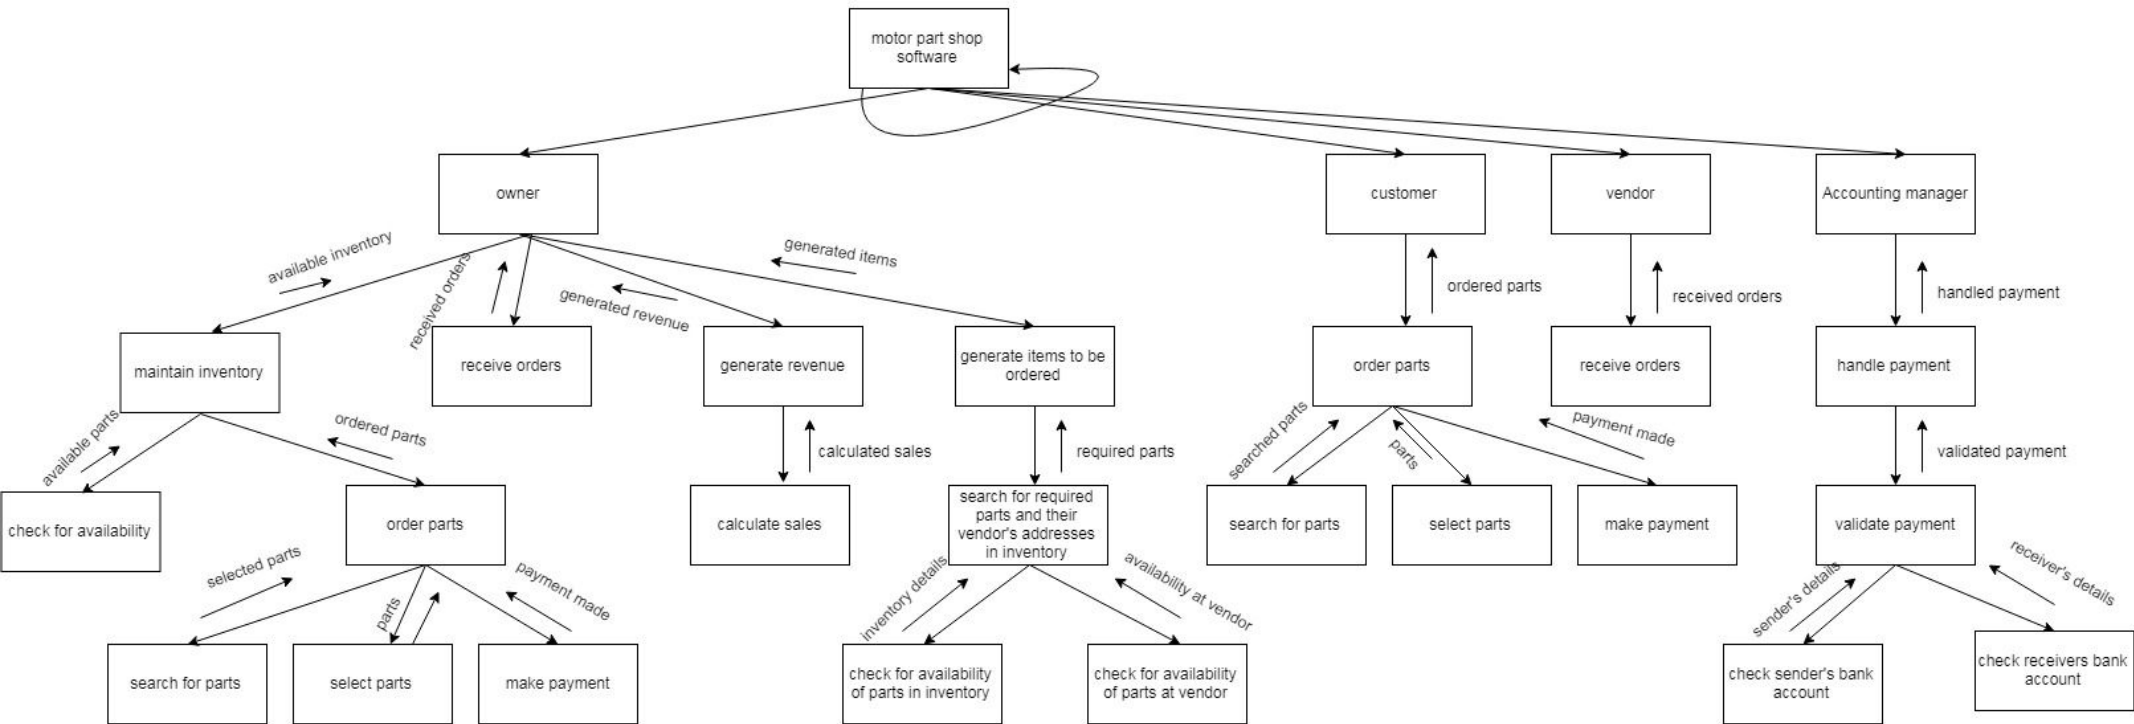 motor part shop
software
owner
customer
vendor
Accounting manager
available inventory
received orders
generated revenue
generated items
ordered parts
received orders
handled payment
maintain inventory
receive orders
generate revenue
generate items to be
ordered
order parts
receive orders
handle payment
available parts
ordered parts
calculated sales
required parts
searched parts
parts
payment made
validated payment
check for availability
order parts
calculate sales
search for required
parts and their
vendor's addresses
in inventory
search for parts
select parts
make payment
validate payment
selected parts
parts
payment made
inventory details
availability at vendor
sender's details
receiver's details
search for parts
select parts
make payment
check for availability
of parts in inventory
check for availability
of parts at vendor
check sender's bank
account
check receivers bank
account